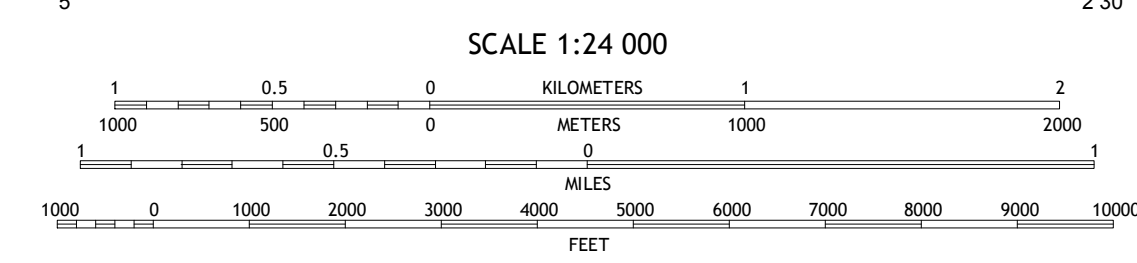 5 2 30
SCALE 1:24 000
1 0.5 0 KILOMETERS 1 2
1000 500 0 METERS 1000 2000
1 0.5 0 1
MILES
1000 0 1000 2000 3000 4000 5000 6000 7000 8000 9000 10000
FEET